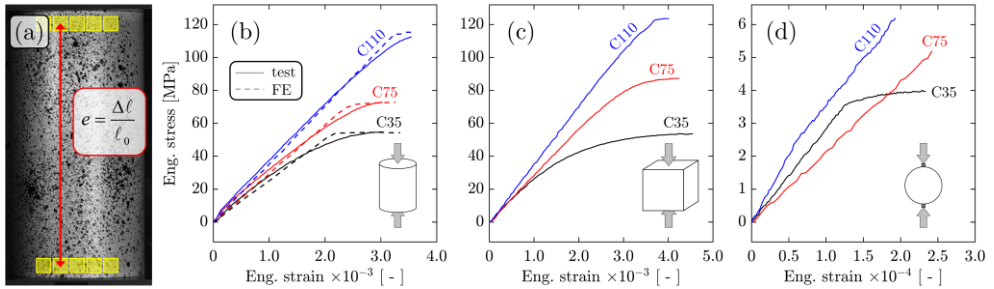 (a)
e = Δℓ / ℓ₀
(b)
Eng. stress [MPa]
120
100
80
60
40
20
0
C110
test
FE
C75
C35
0.0 1.0 2.0 3.0 4.0
Eng. strain ×10⁻³ [ - ]
(c)
120
100
80
60
40
20
0
C110
C75
C35
0.0 1.0 2.0 3.0 4.0 5.0
Eng. strain ×10⁻³ [ - ]
(d)
6
5
4
3
2
1
0
C110
C75
C35
0.0 0.5 1.0 1.5 2.0 2.5 3.0
Eng. strain ×10⁻⁴ [ - ]